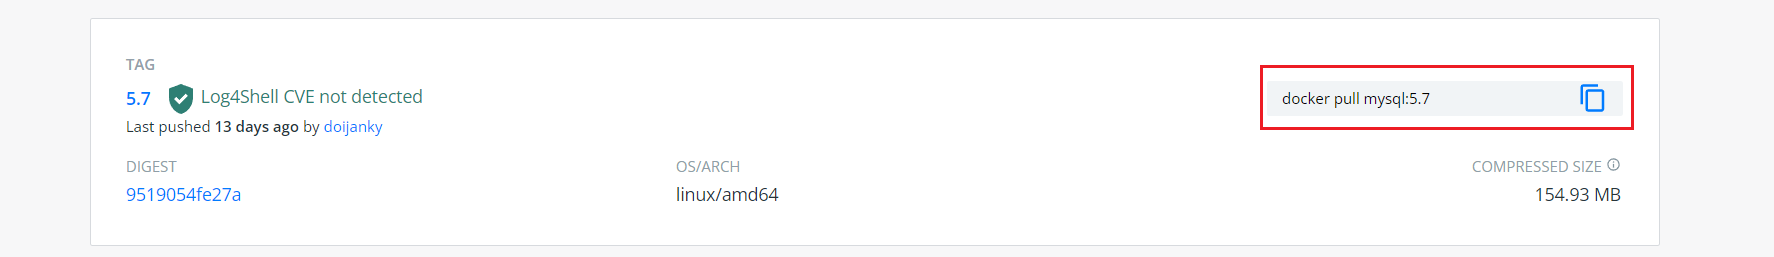 TAG
5.7 Log4Shell CVE not detected
docker pull mysql:5.7
Last pushed 13 days ago by doijanky
DIGEST
9519054fe27a
OS/ARCH
linux/amd64
COMPRESSED SIZE
154.93 MB